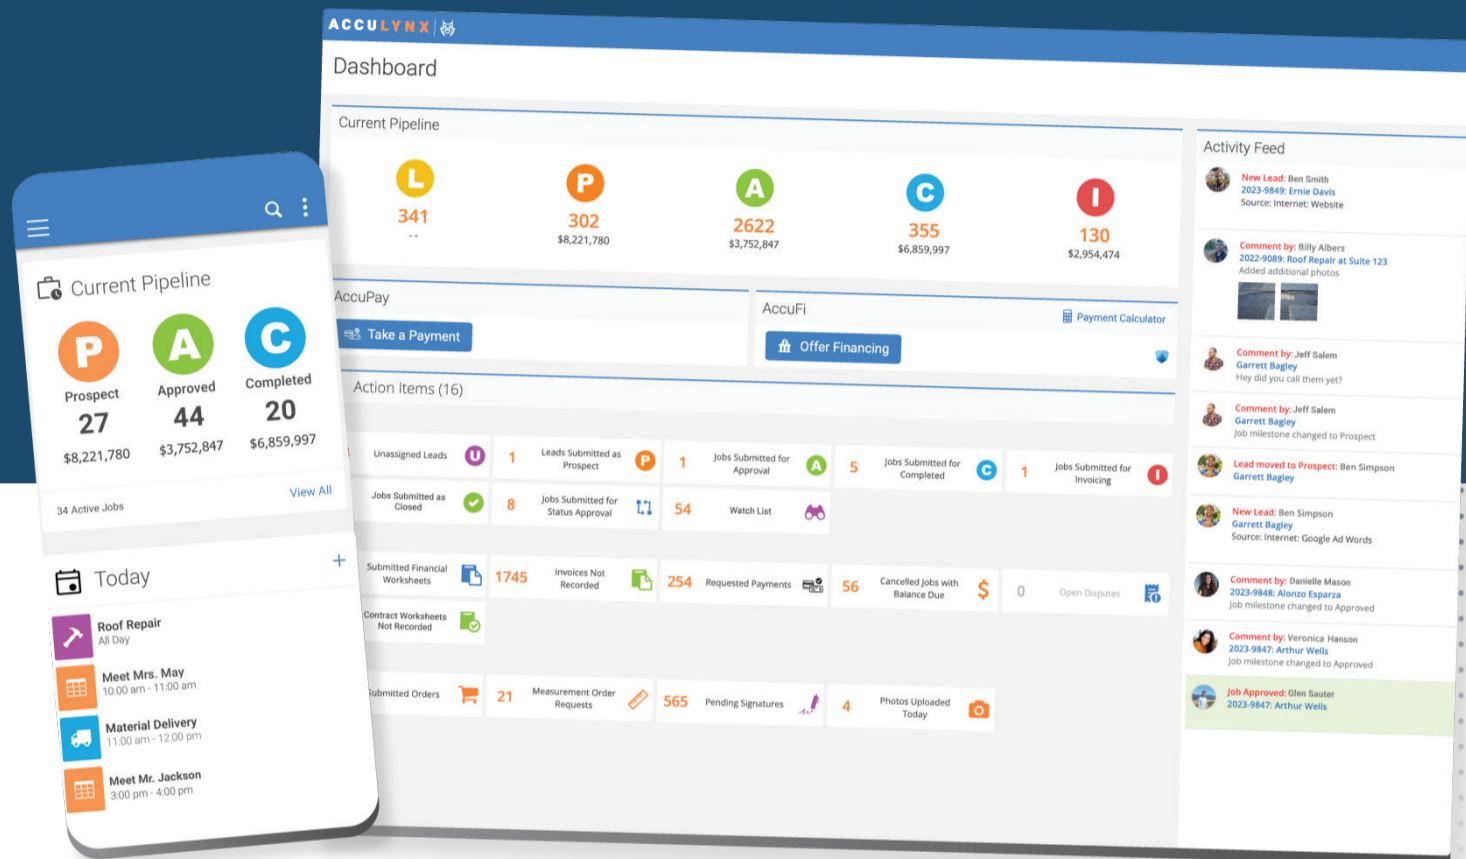 ACCULYNX
Dashboard
Current Pipeline
L
P
A
C
I
341
302
2622
355
130
--
$8,221,780
$3,752,847
$6,859,997
$2,954,474
AccuPay
Take a Payment
AccuFi
Payment Calculator
Offer Financing
Action Items (16)
Unassigned Leads
U
1
Leads Submitted as
Prospect
P
1
Jobs Submitted for
Approval
A
5
Jobs Submitted for
Completed
C
1
Jobs Submitted for
Invoicing
I
Jobs Submitted as
Closed
8
Jobs Submitted for
Status Approval
54
Watch List
Submitted Financial
Worksheets
1745
Invoices Not
Recorded
254
Requested Payments
56
Cancelled Jobs with
Balance Due
$
0
Open Disputes
Contract Worksheets
Not Recorded
Submitted Orders
21
Measurement Order
Requests
565
Pending Signatures
4
Photos Uploaded
Today
Activity Feed
New Lead: Ben Smith
2023-9849: Ernie Davis
Source: Internet: Website
Comment by: Billy Albers
2022-9089: Roof Repair at Suite 123
Added additional photos
Comment by: Jeff Salem
Garrett Bagley
Hey did you call them yet?
Comment by: Jeff Salem
Garrett Bagley
Job milestone changed to Prospect
Lead moved to Prospect: Ben Simpson
Garrett Bagley
New Lead: Ben Simpson
Garrett Bagley
Source: Internet: Google Ad Words
Comment by: Danielle Mason
2023-9848: Alonzo Esparza
Job milestone changed to Approved
Comment by: Veronica Hanson
2023-9847: Arthur Wells
Job milestone changed to Approved
Job Approved: Glen Sauter
2023-9847: Arthur Wells
Current Pipeline
P
A
C
Prospect
Approved
Completed
27
44
20
$8,221,780
$3,752,847
$6,859,997
34 Active Jobs
View All
Today
+
Roof Repair
All Day
Meet Mrs. May
10:00 am - 11:00 am
Material Delivery
11:00 am - 12:00 pm
Meet Mr. Jackson
3:00 pm - 4:00 pm